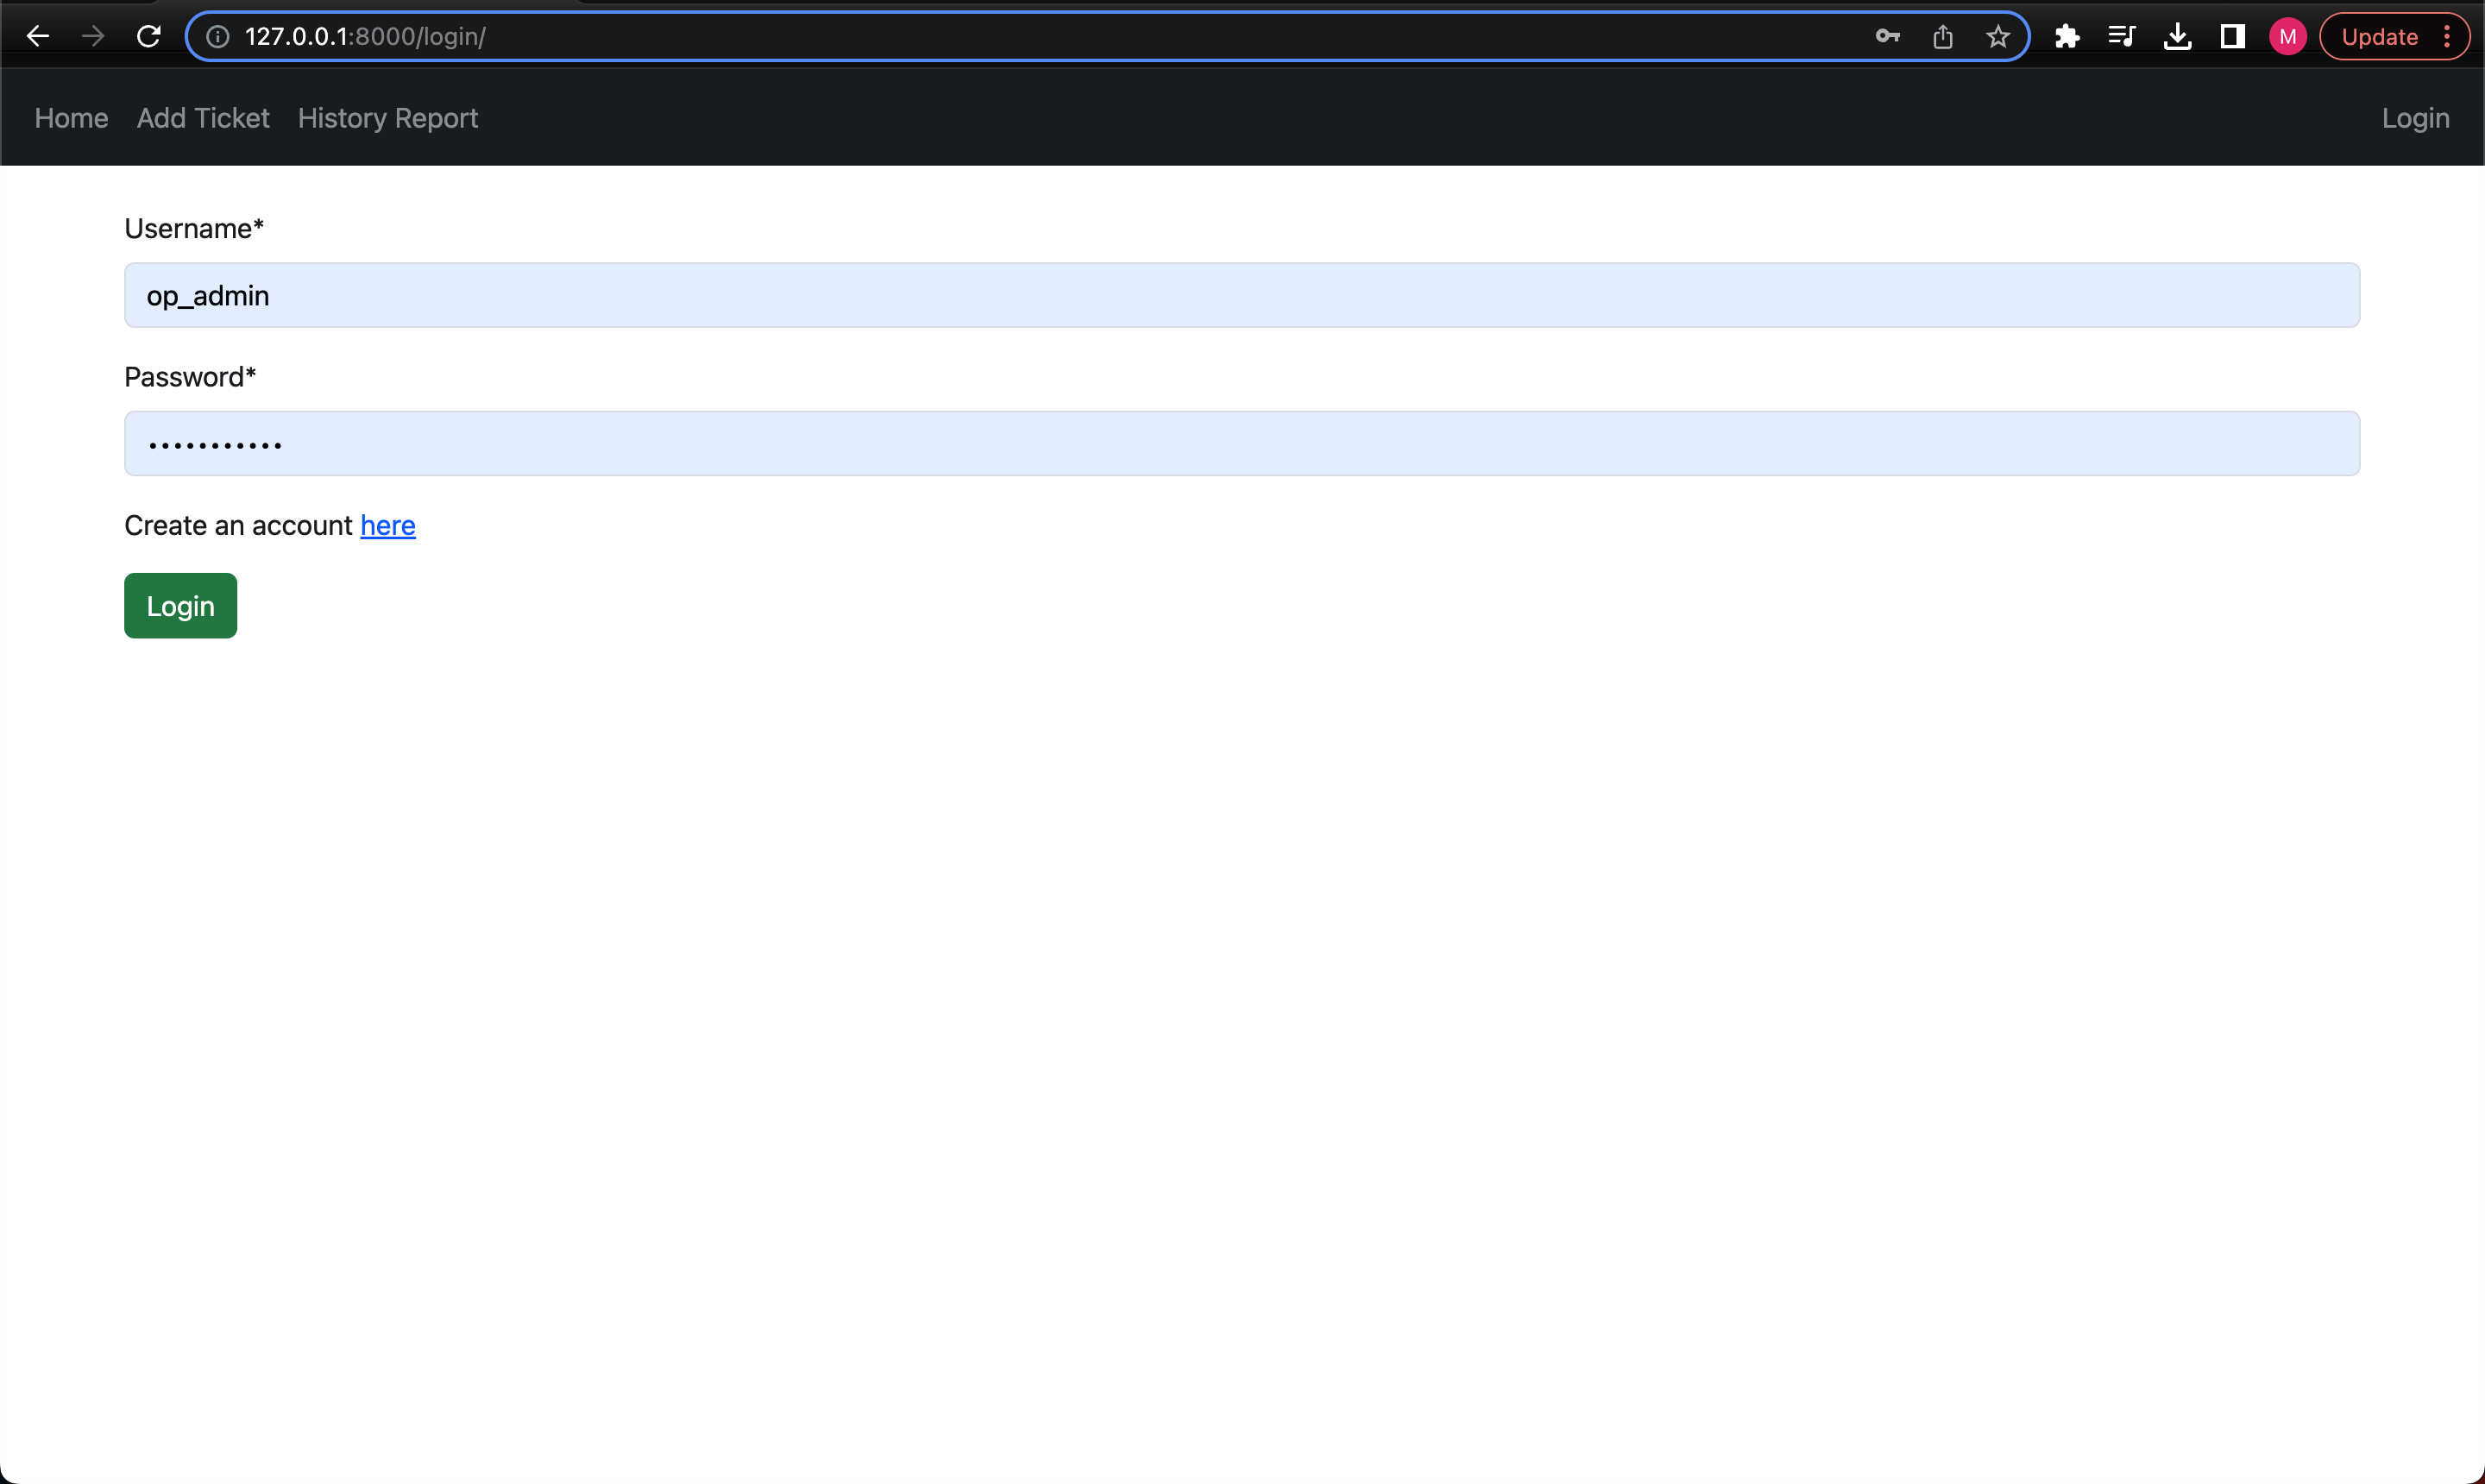 127.0.0.1:8000/login/
M
Update
Home Add Ticket History Report Login
Username*
op_admin
Password*
•••••••••••
Create an account here
Login